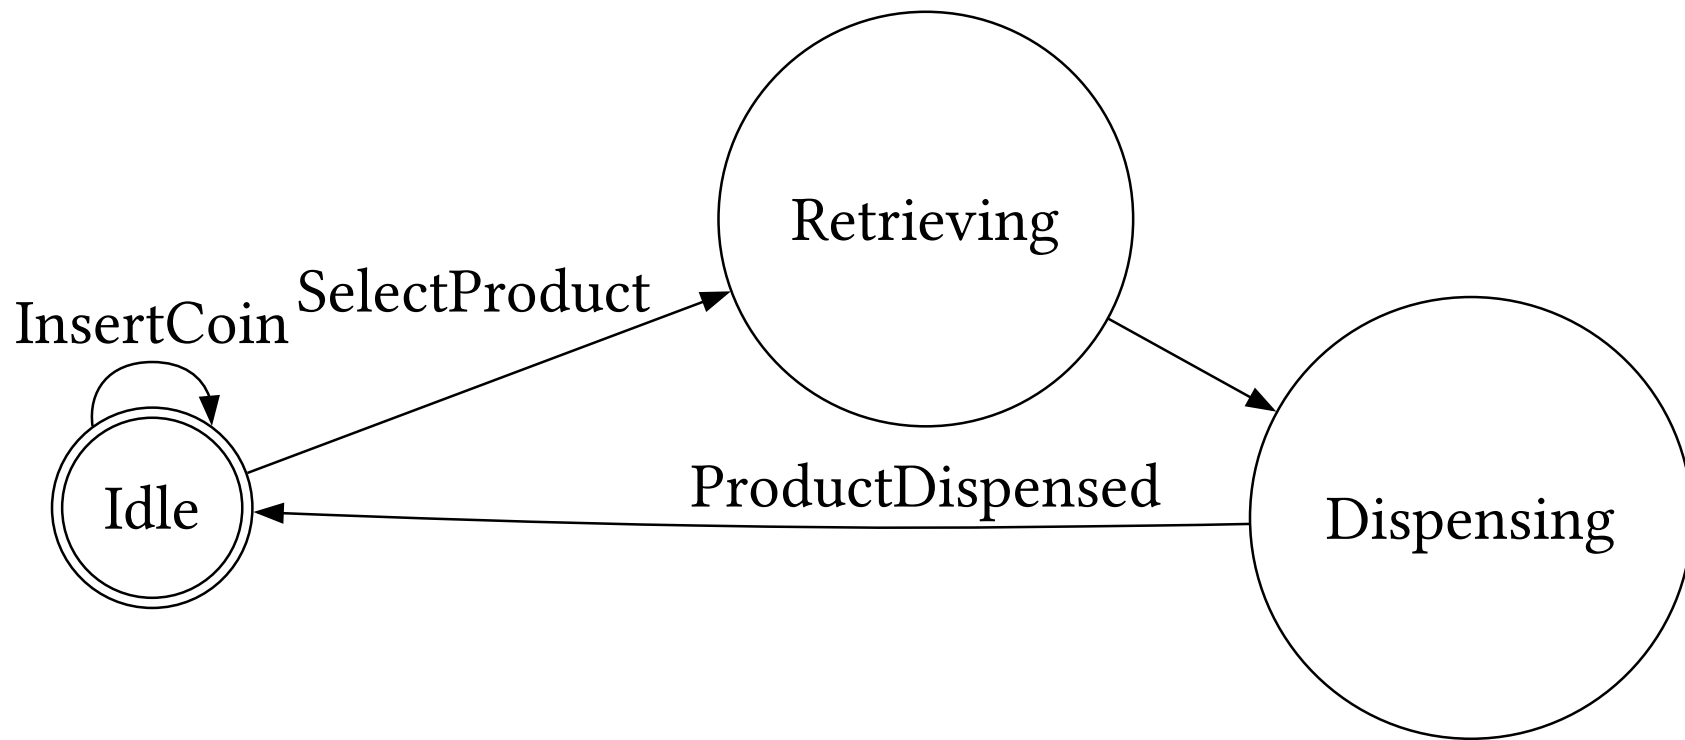 Retrieving
SelectProduct
InsertCoin
ProductDispensed
Idle
Dispensing